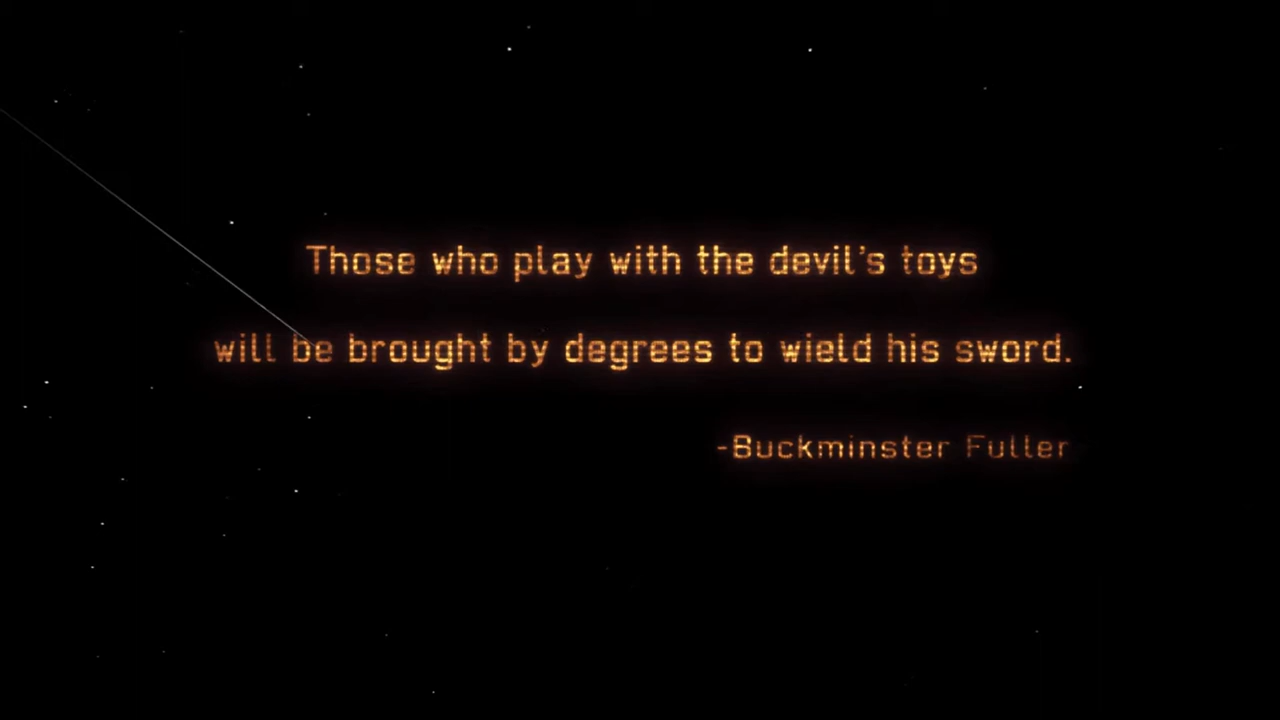 Those who play with the devil's toys
will be brought by degrees to wield his sword.
-Buckminster Fuller